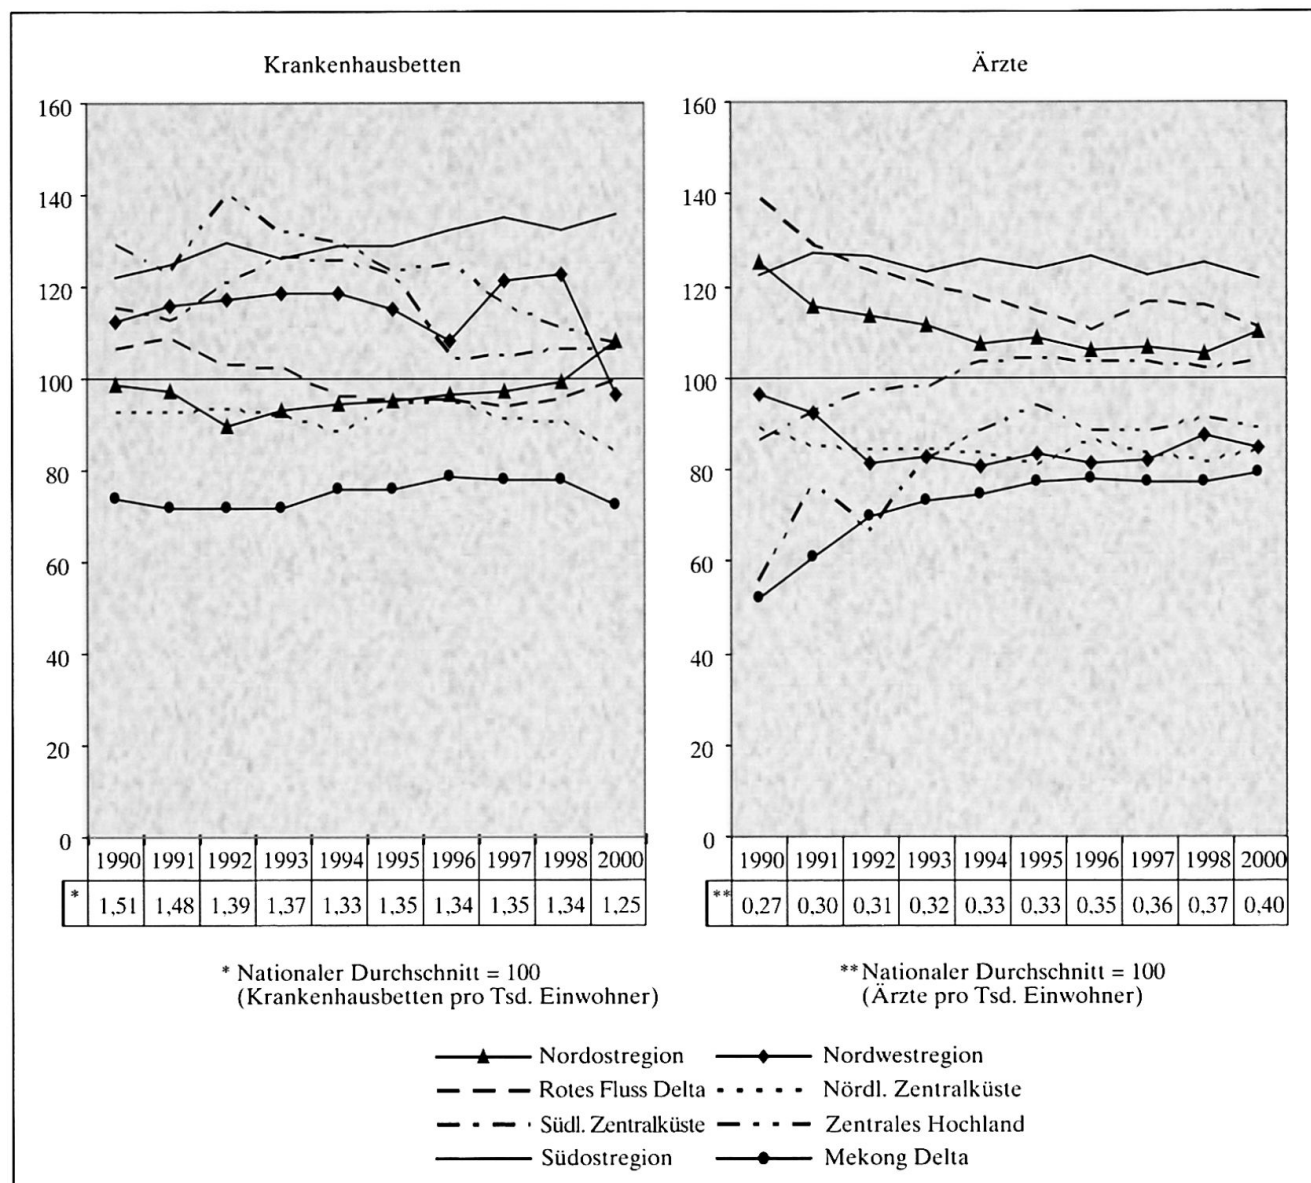 Krankenhausbetten
160
140
120
100
80
60
40
20
0
1990 1991 1992 1993 1994 1995 1996 1997 1998 2000
* 1,51 1,48 1,39 1,37 1,33 1,35 1,34 1,35 1,34 1,25
* Nationaler Durchschnitt = 100
(Krankenhausbetten pro Tsd. Einwohner)
Ärzte
160
140
120
100
80
60
40
20
0
1990 1991 1992 1993 1994 1995 1996 1997 1998 2000
** 0,27 0,30 0,31 0,32 0,33 0,33 0,35 0,36 0,37 0,40
** Nationaler Durchschnitt = 100
(Ärzte pro Tsd. Einwohner)
Nordostregion Nordwestregion
Rotes Fluss Delta Nördl. Zentralküste
Südl. Zentralküste Zentrales Hochland
Südostregion Mekong Delta